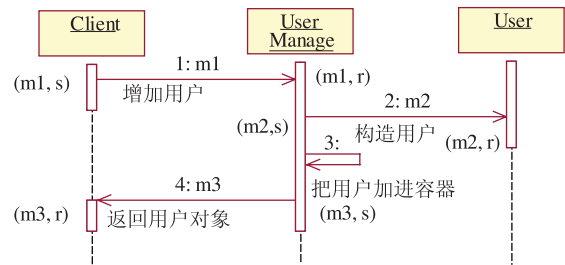 Client
User
Manage
User
1: m1
(m1, s)
(m1, r)
增加用户
2: m2
(m2,s)
构造用户
(m2, r)
3:
把用户加进容器
4: m3
(m3, r)
返回用户对象
(m3, s)